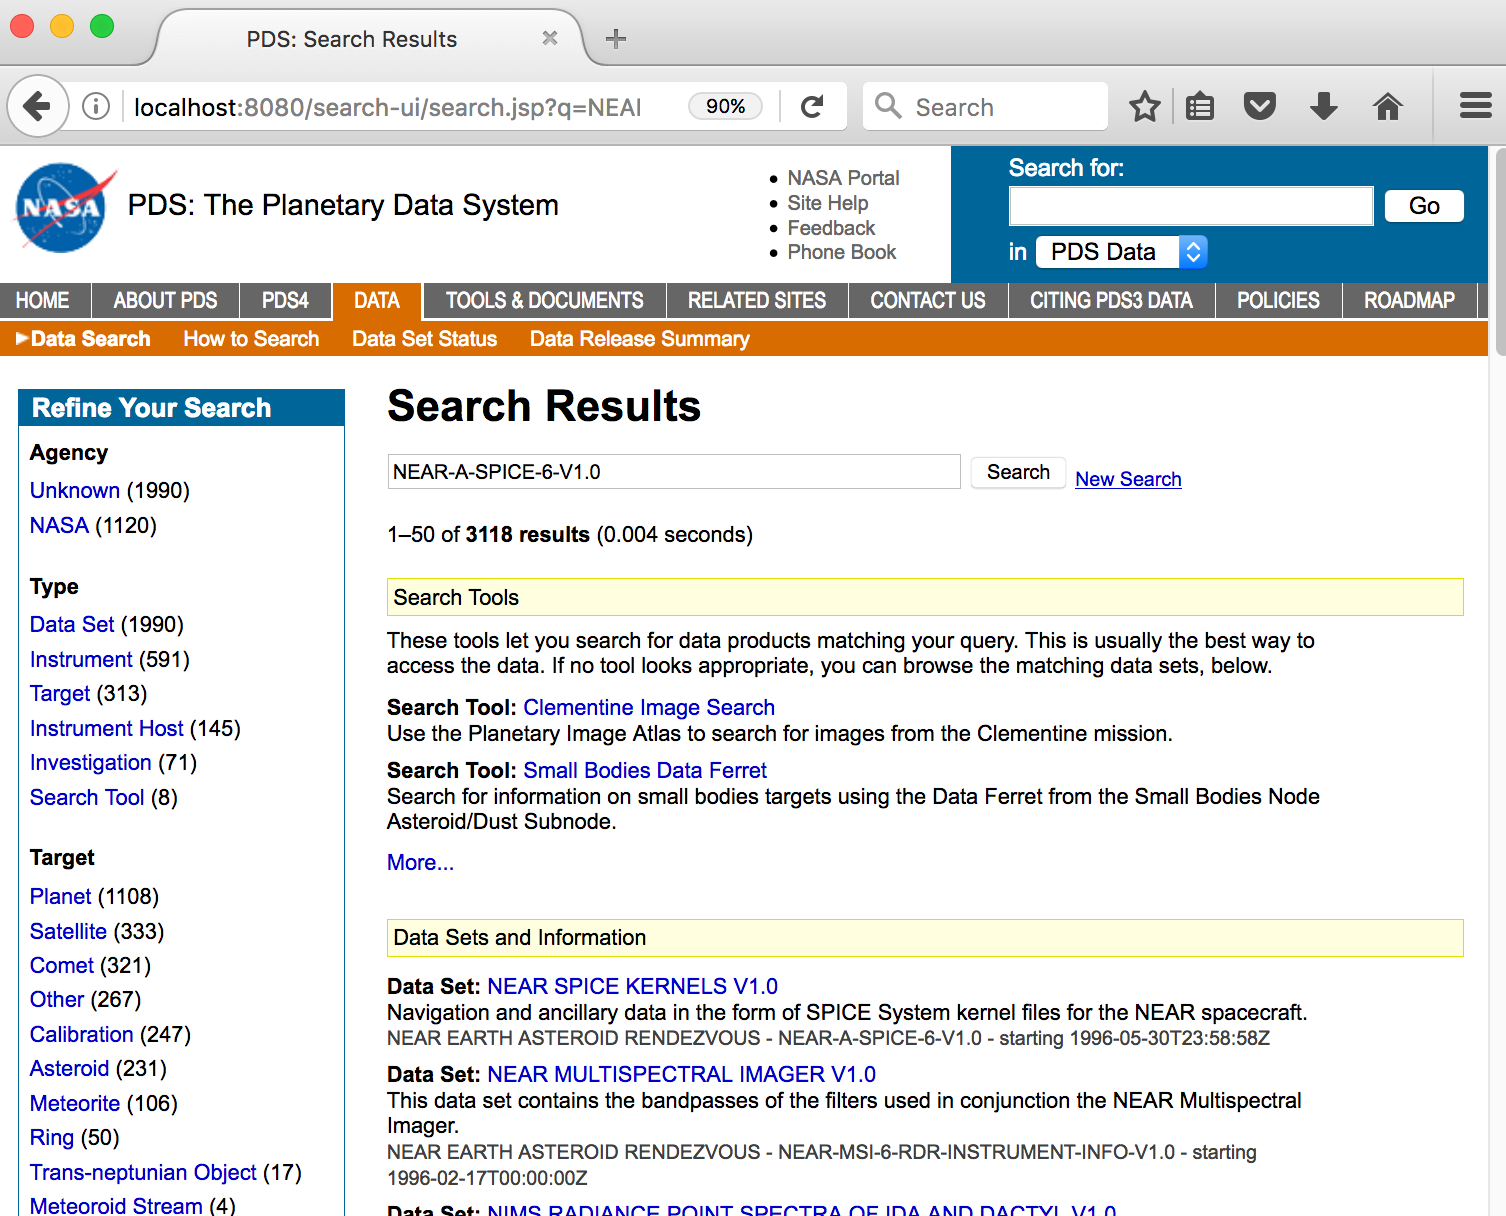 PDS: Search Results
localhost:8080/search-ui/search.jsp?q=NEAI
90%
Search
NASA
PDS: The Planetary Data System
NASA Portal
Site Help
Feedback
Phone Book
Search for:
Go
in PDS Data
HOME ABOUT PDS PDS4 DATA TOOLS & DOCUMENTS RELATED SITES CONTACT US CITING PDS3 DATA POLICIES ROADMAP
Data Search How to Search Data Set Status Data Release Summary
Refine Your Search
Agency
Unknown (1990)
NASA (1120)
Type
Data Set (1990)
Instrument (591)
Target (313)
Instrument Host (145)
Investigation (71)
Search Tool (8)
Target
Planet (1108)
Satellite (333)
Comet (321)
Other (267)
Calibration (247)
Asteroid (231)
Meteorite (106)
Ring (50)
Trans-neptunian Object (17)
Meteoroid Stream (4)
Search Results
NEAR-A-SPICE-6-V1.0
Search New Search
1–50 of 3118 results (0.004 seconds)
Search Tools
These tools let you search for data products matching your query. This is usually the best way to
access the data. If no tool looks appropriate, you can browse the matching data sets, below.
Search Tool: Clementine Image Search
Use the Planetary Image Atlas to search for images from the Clementine mission.
Search Tool: Small Bodies Data Ferret
Search for information on small bodies targets using the Data Ferret from the Small Bodies Node
Asteroid/Dust Subnode.
More...
Data Sets and Information
Data Set: NEAR SPICE KERNELS V1.0
Navigation and ancillary data in the form of SPICE System kernel files for the NEAR spacecraft.
NEAR EARTH ASTEROID RENDEZVOUS - NEAR-A-SPICE-6-V1.0 - starting 1996-05-30T23:58:58Z
Data Set: NEAR MULTISPECTRAL IMAGER V1.0
This data set contains the bandpasses of the filters used in conjunction the NEAR Multispectral
Imager.
NEAR EARTH ASTEROID RENDEZVOUS - NEAR-MSI-6-RDR-INSTRUMENT-INFO-V1.0 - starting
1996-02-17T00:00:00Z
Data Set: NIMS RADIANCE POINT SPECTRA OF IDA AND DACTYL V1.0